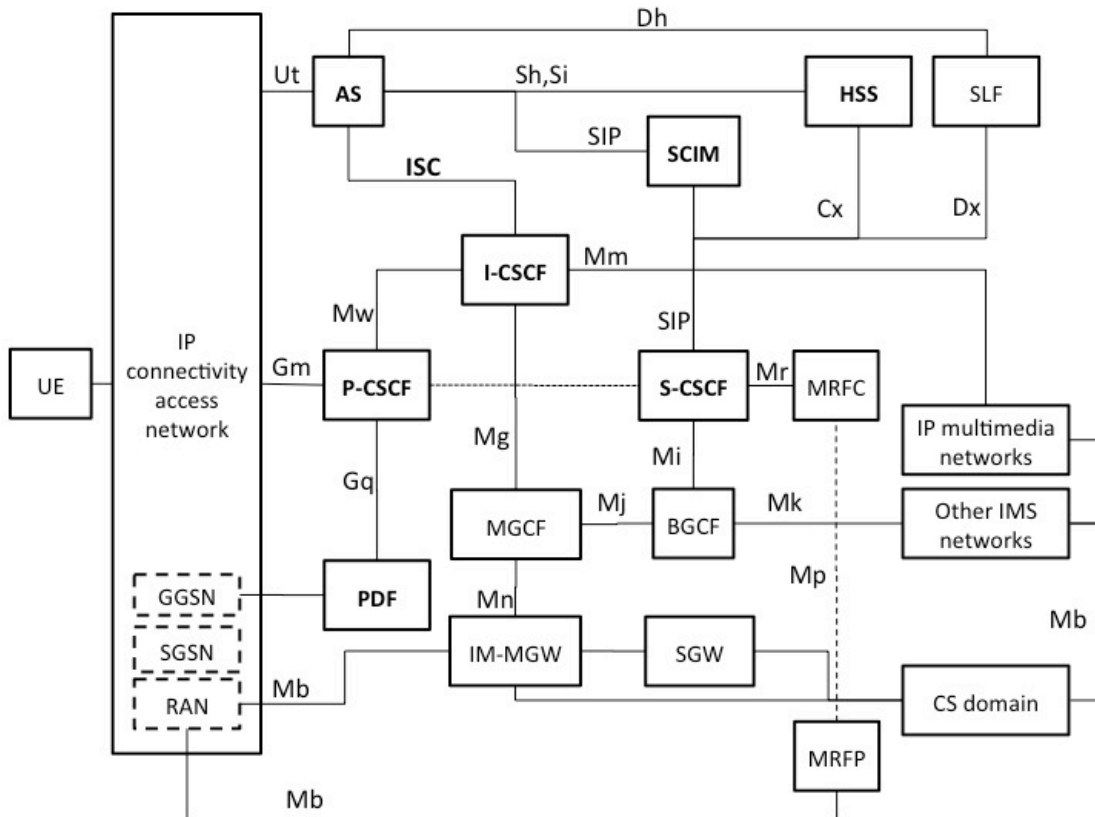 Dh
Ut
AS
Sh,Si
HSS
SLF
SIP
SCIM
ISC
Cx
Dx
I-CSCF
Mm
Mw
SIP
IP
connectivity
access
network
UE
Gm
P-CSCF
S-CSCF
Mr
MRFC
IP multimedia
networks
Mg
Mi
Gq
MGCF
Mj
BGCF
Mk
Other IMS
networks
Mp
GGSN
PDF
Mn
Mb
SGSN
IM-MGW
SGW
RAN
Mb
CS domain
MRFP
Mb